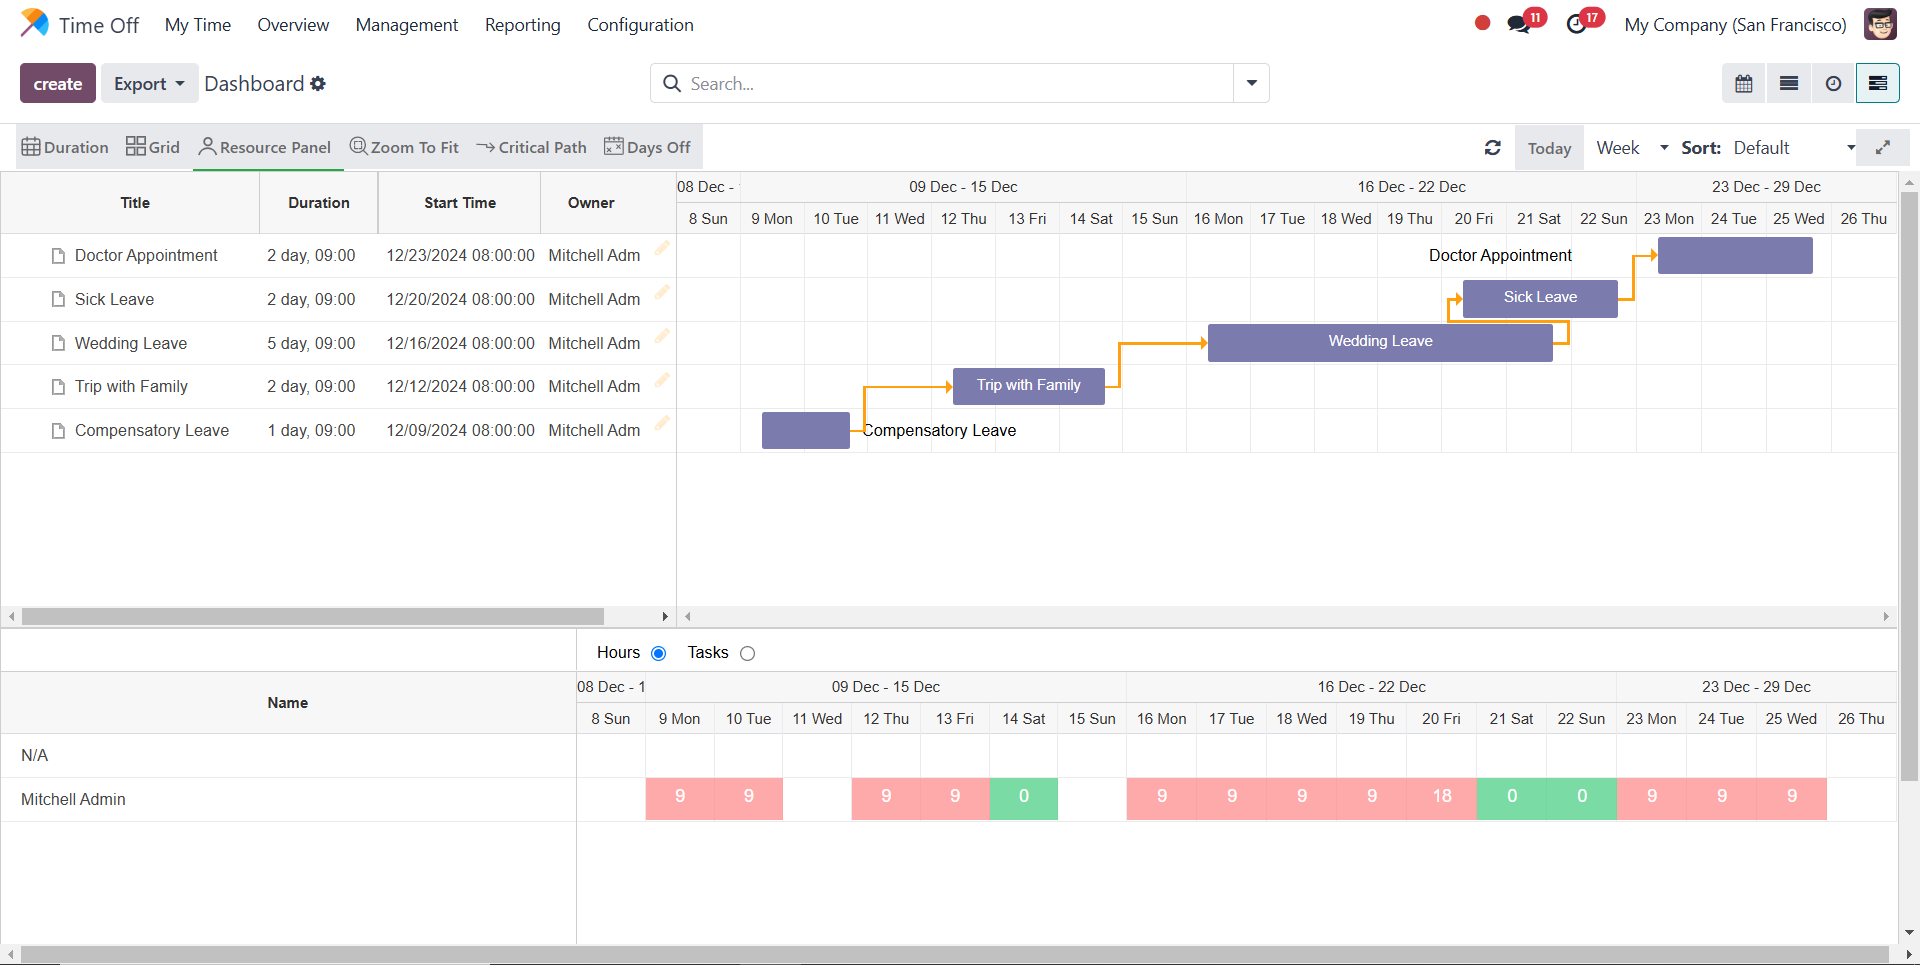 Time Off My Time Overview Management Reporting Configuration 11 17 My Company (San Francisco)
create Export Dashboard Search...
Duration Grid Resource Panel Zoom To Fit Critical Path Days Off Today Week Sort: Default
Title Duration Start Time Owner
08 Dec - 09 Dec - 15 Dec 16 Dec - 22 Dec 23 Dec - 29 Dec
8 Sun 9 Mon 10 Tue 11 Wed 12 Thu 13 Fri 14 Sat 15 Sun 16 Mon 17 Tue 18 Wed 19 Thu 20 Fri 21 Sat 22 Sun 23 Mon 24 Tue 25 Wed 26 Thu
Doctor Appointment 2 day, 09:00 12/23/2024 08:00:00 Mitchell Adm Doctor Appointment
Sick Leave 2 day, 09:00 12/20/2024 08:00:00 Mitchell Adm Sick Leave
Wedding Leave 5 day, 09:00 12/16/2024 08:00:00 Mitchell Adm Wedding Leave
Trip with Family 2 day, 09:00 12/12/2024 08:00:00 Mitchell Adm Trip with Family
Compensatory Leave 1 day, 09:00 12/09/2024 08:00:00 Mitchell Adm Compensatory Leave
Hours Tasks
Name
08 Dec - 1 09 Dec - 15 Dec 16 Dec - 22 Dec 23 Dec - 29 Dec
8 Sun 9 Mon 10 Tue 11 Wed 12 Thu 13 Fri 14 Sat 15 Sun 16 Mon 17 Tue 18 Wed 19 Thu 20 Fri 21 Sat 22 Sun 23 Mon 24 Tue 25 Wed 26 Thu
N/A
Mitchell Admin 9 9 9 9 0 9 9 9 9 18 0 0 9 9 9